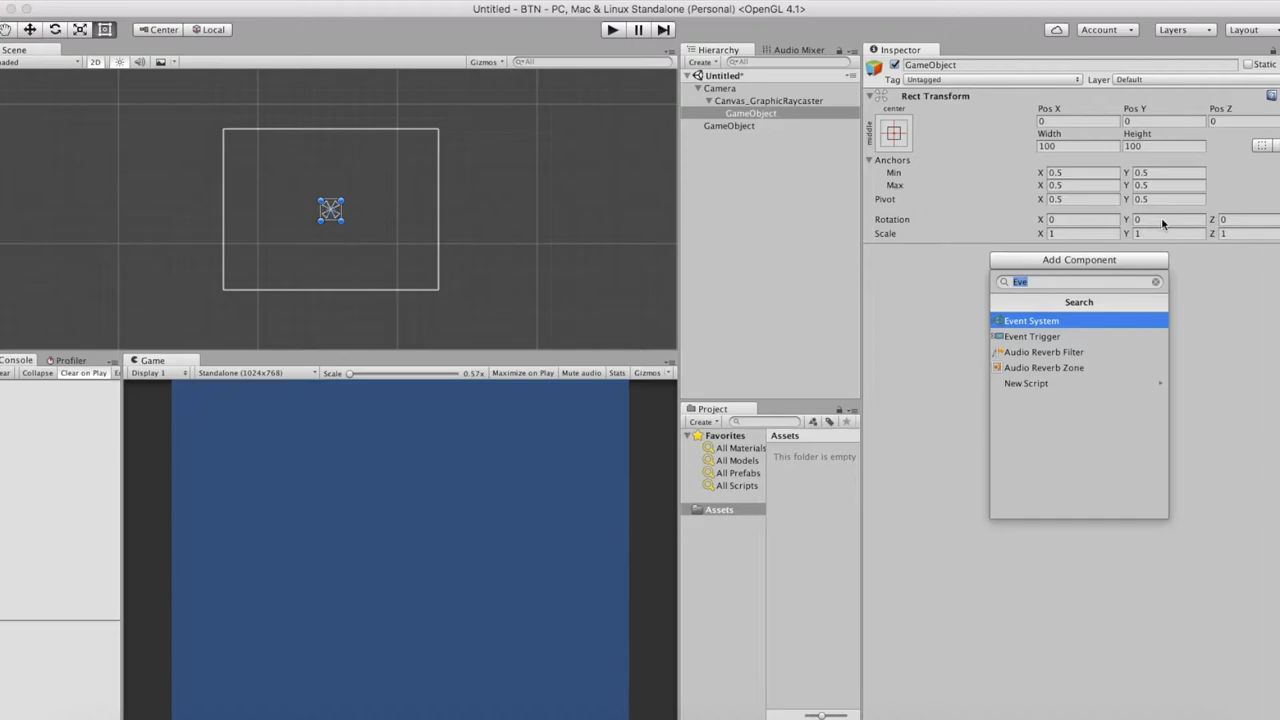 Untitled - BTN - PC, Mac & Linux Standalone (Personal) <OpenGL 4.1>
Center Local Account Layers Layout
Scene
aded 2D Gizmos All
Hierarchy Audio Mixer
Create All
Untitled*
Camera
Canvas_GraphicRaycaster
GameObject
GameObject
Inspector
GameObject Static
Tag Untagged Layer Default
Rect Transform
center
middle
Pos X Pos Y Pos Z
0 0 0
Width Height
100 100
Anchors
Min X 0.5 Y 0.5
Max X 0.5 Y 0.5
Pivot X 0.5 Y 0.5
Rotation X 0 Y 0 Z 0
Scale X 1 Y 1 Z 1
Add Component
Eve
Search
Event System
Event Trigger
Audio Reverb Filter
Audio Reverb Zone
New Script
Console Profiler
ear Collapse Clear on Play E
Game
Display 1 Standalone (1024x768) Scale 0.57x Maximize on Play Mute audio Stats Gizmos
Project
Create
Favorites
All Materials
All Models
All Prefabs
All Scripts
Assets
Assets
This folder is empty